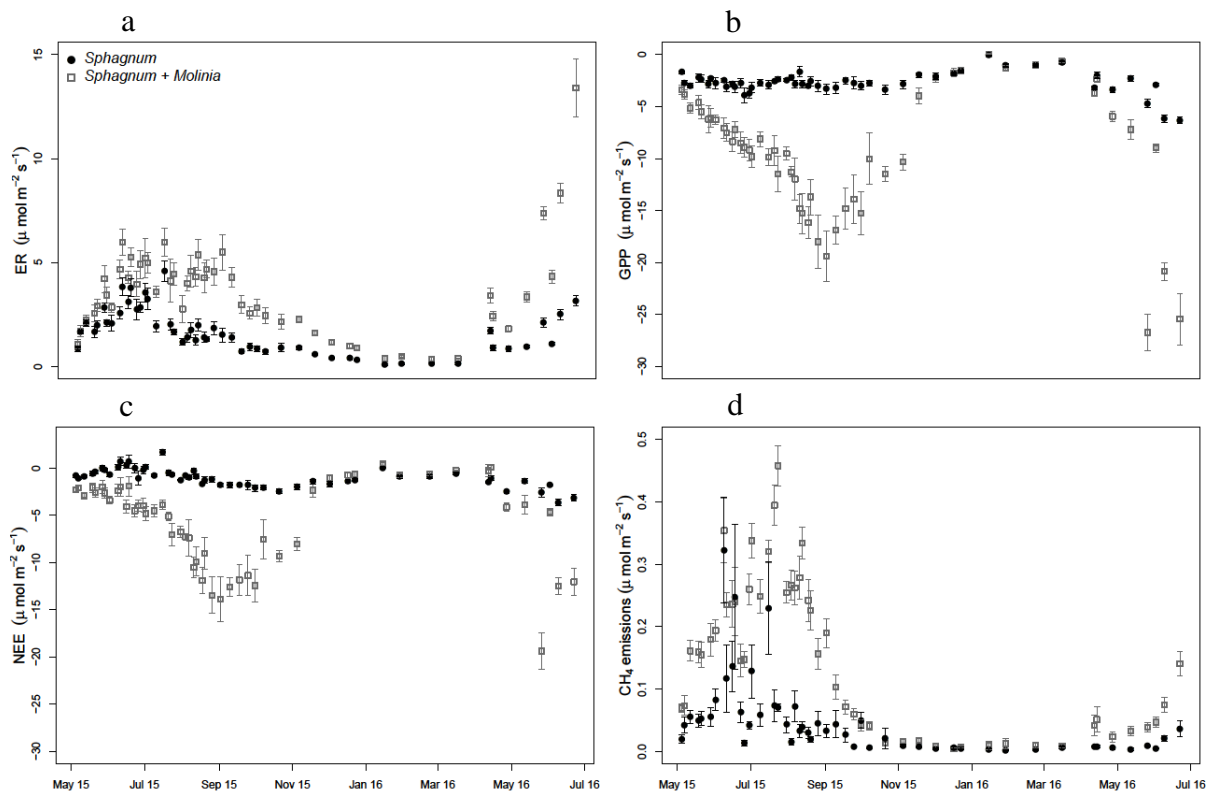 a
b
Sphagnum
Sphagnum + Molinia
ER (μ mol m−2 s−1)
15
10
5
0
GPP (μ mol m−2 s−1)
0
−5
−10
−15
−20
−25
−30
c
d
NEE (μ mol m−2 s−1)
0
−5
−10
−15
−20
−25
−30
CH4 emissions (μ mol m−2 s−1)
0.5
0.4
0.3
0.2
0.1
0.0
May 15 Jul 15 Sep 15 Nov 15 Jan 16 Mar 16 May 16 Jul 16
May 15 Jul 15 Sep 15 Nov 15 Jan 16 Mar 16 May 16 Jul 16